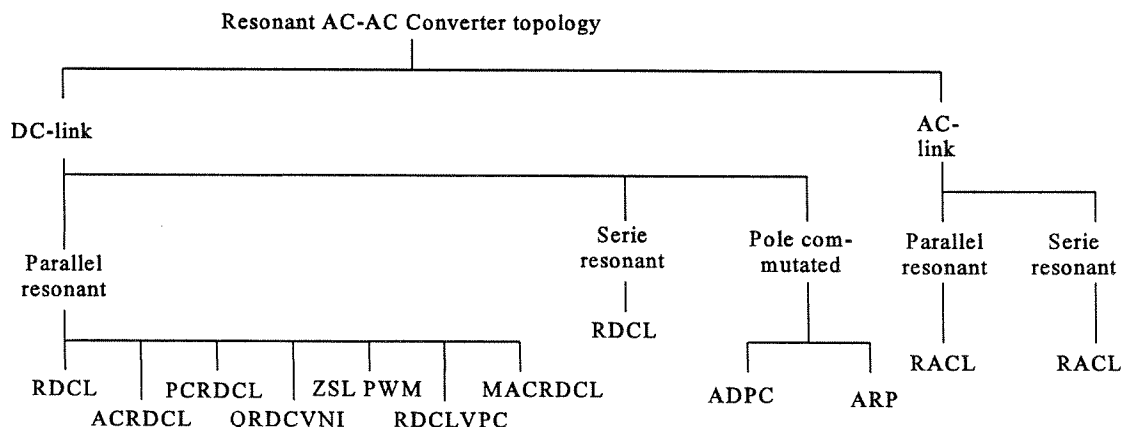 Resonant AC-AC Converter topology
DC-link
AC-
link
Parallel
resonant
Serie
resonant
Pole com-
mutated
Parallel
resonant
Serie
resonant
RDCL
ACRDCL
PCRDCL
QRDCVNI
ZSL PWM
RDCLVPC
MACRDCL
RDCL
ADPC
ARP
RACL
RACL